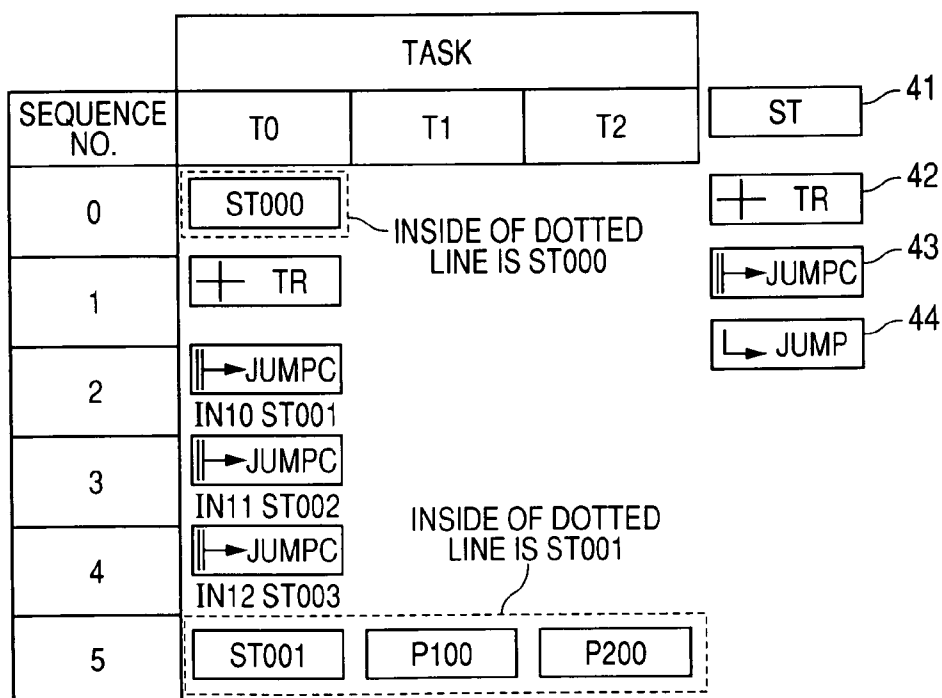 TASK
SEQUENCE
NO.
T0 T1 T2
ST 41
0
ST000
INSIDE OF DOTTED
LINE IS ST000
TR 42
1
TR
JUMPC 43
JUMP 44
2
JUMPC
IN10 ST001
3
JUMPC
IN11 ST002
INSIDE OF DOTTED
LINE IS ST001
4
JUMPC
IN12 ST003
5
ST001 P100 P200